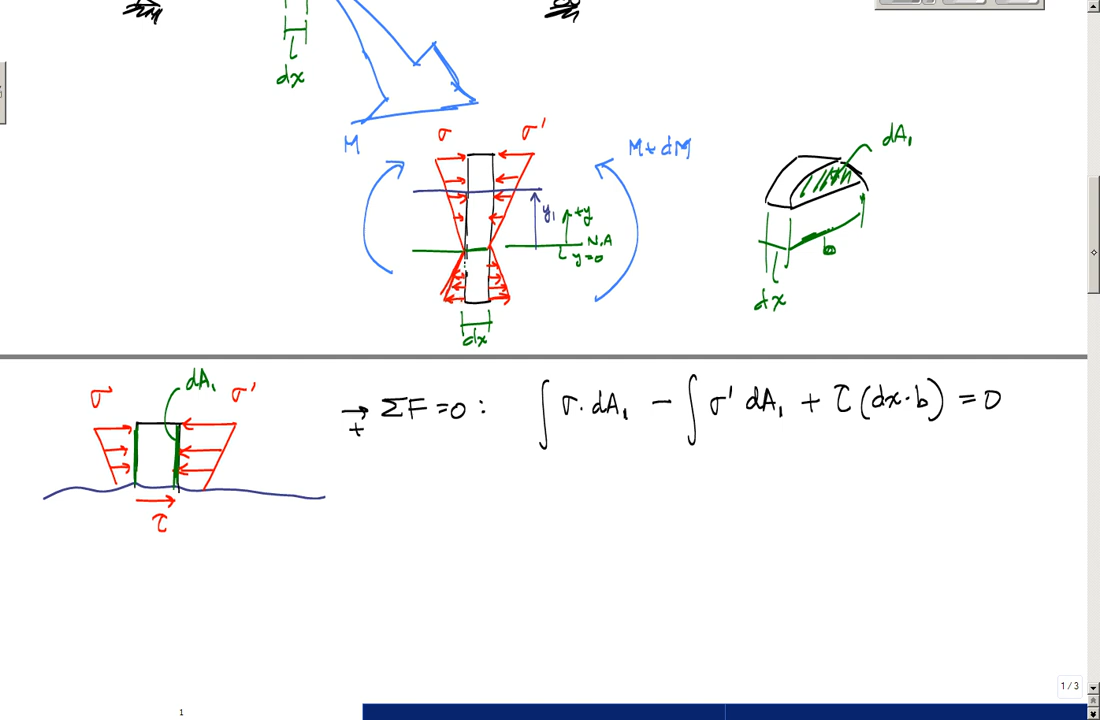 dx
M
σ
σ'
M+dM
dA₁
y₁
+y
N.A
y=0
b
dx
dx
σ
dA₁
σ'
→+ ΣF=0 : ∫σ·dA₁ − ∫σ' dA₁ + τ(dx·b) = 0
τ
1 / 3
1